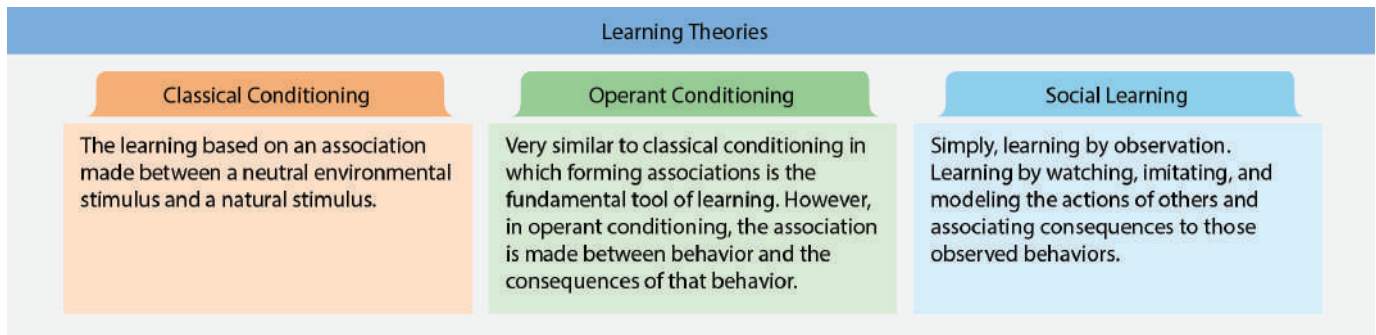 Learning Theories
Classical Conditioning
The learning based on an association
made between a neutral environmental
stimulus and a natural stimulus.
Operant Conditioning
Very similar to classical conditioning in
which forming associations is the
fundamental tool of learning. However,
in operant conditioning, the association
is made between behavior and the
consequences of that behavior.
Social Learning
Simply, learning by observation.
Learning by watching, imitating, and
modeling the actions of others and
associating consequences to those
observed behaviors.